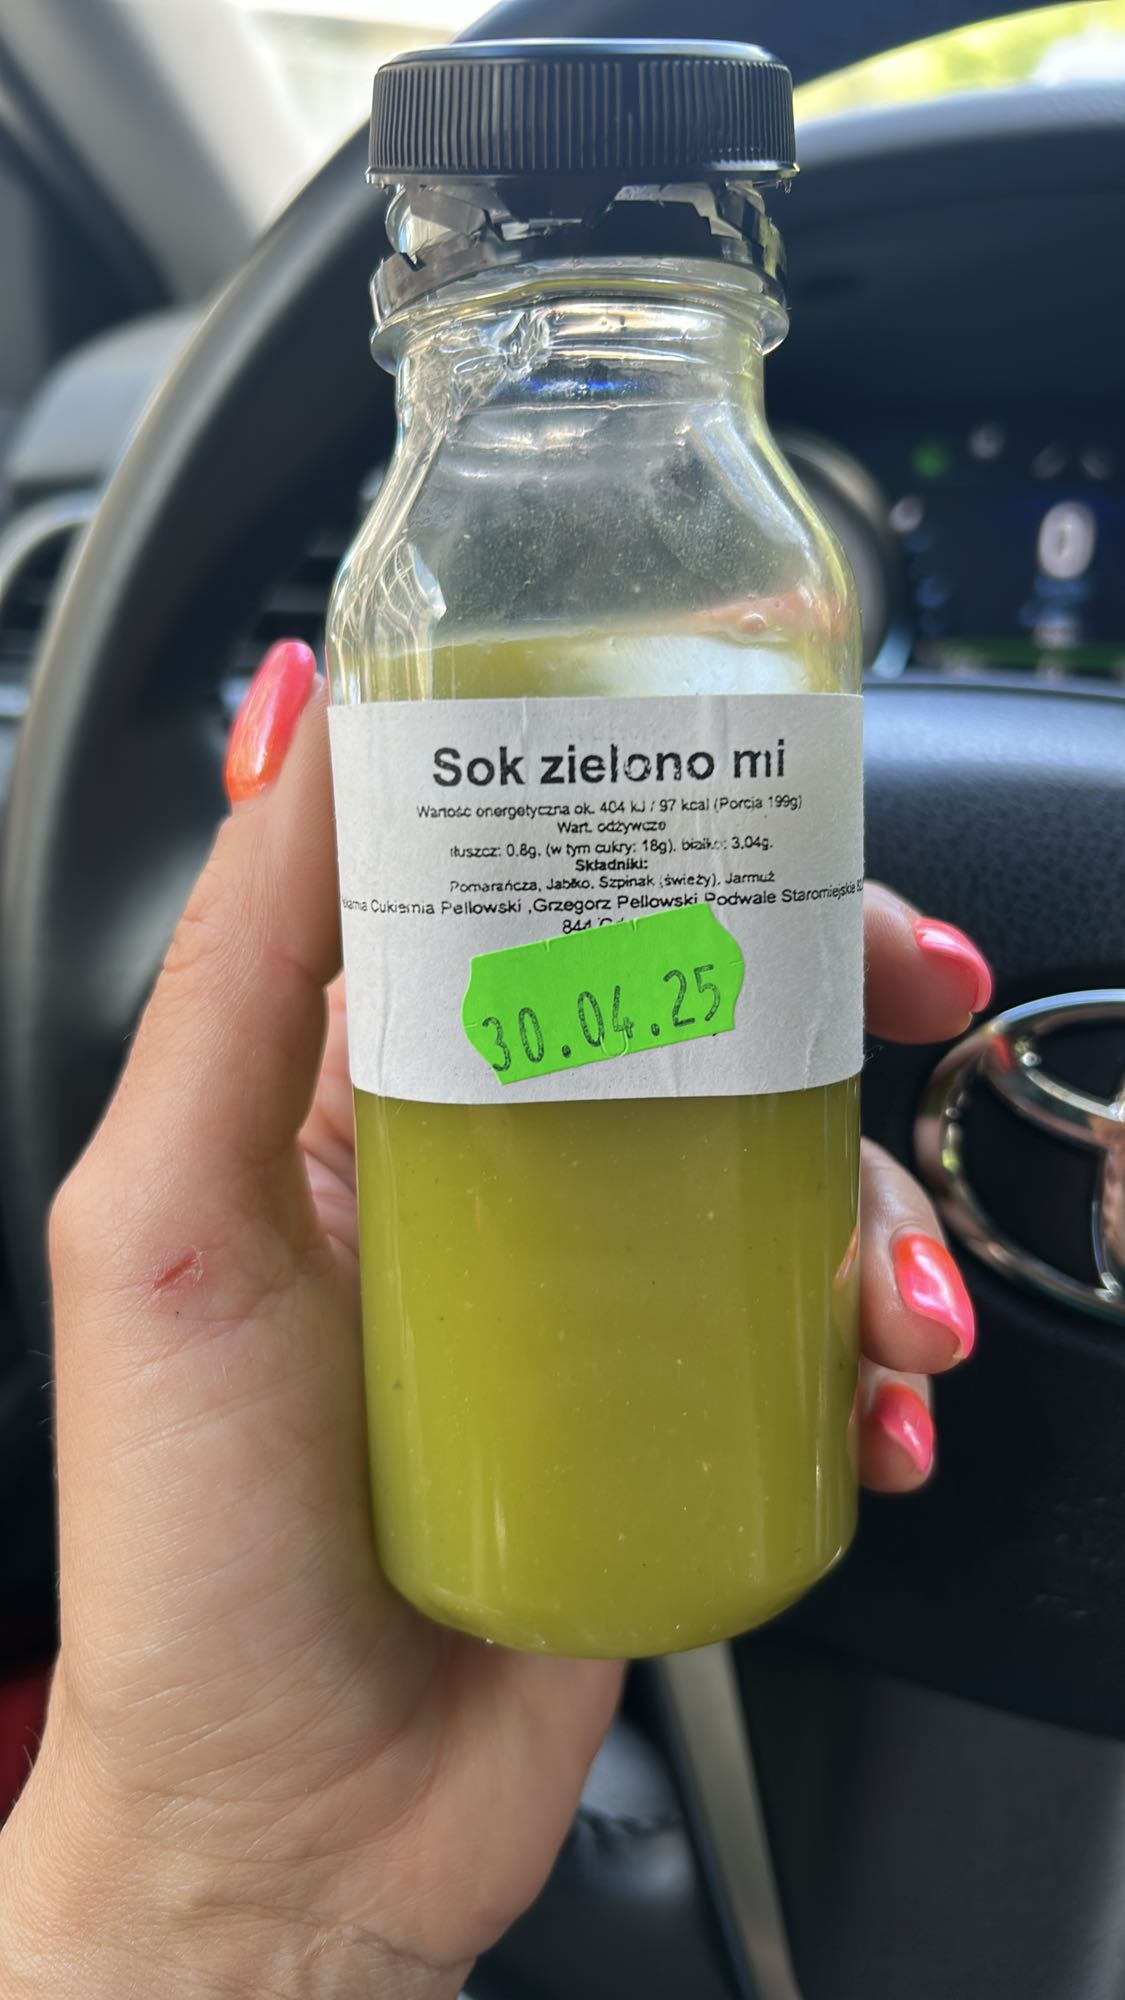 Sok zielono mi
Wartość energetyczna ok. 404 kJ / 97 kcal (Porcja 199g)
Wart. odżywcze
tłuszcz: 0.8g, (w tym cukry: 18g), białko: 3,04g.
Składniki:
Pomarańcza, Jabłko, Szpinak (świeży), Jarmuż
Cukiernia Pellowski ,Grzegorz Pellowski Podwale Staromiejskie
844
30.04.25
0